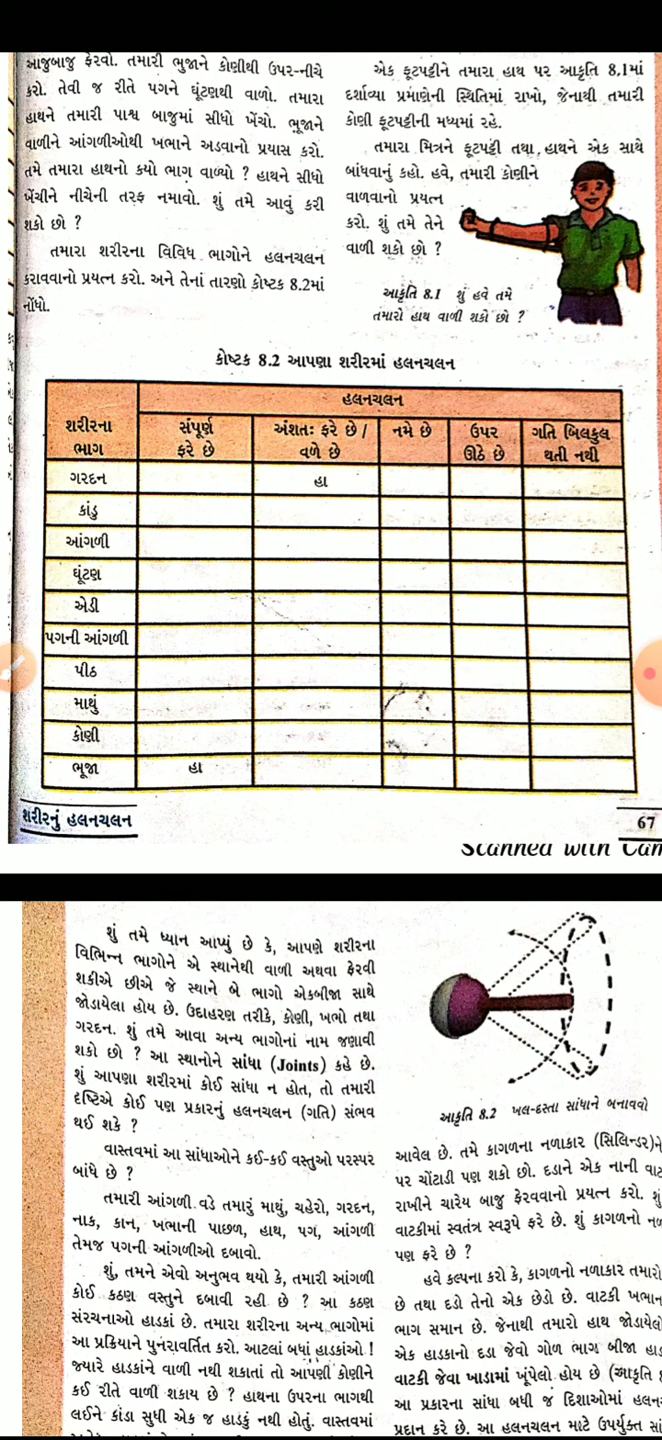 આજુબાજુ ફેરવો. તમારી ભુજાને કોણીથી ઉપર-નીચે
કરો. તેવી જ રીતે પગને ઘૂંટણથી વાળો. તમારા
હાથને તમારી પાશ્વ બાજુમાં સીધો ખેંચો. ભૂજાને
વાળીને આંગળીઓથી ખભાને અડવાનો પ્રયાસ કરો.
તમે તમારા હાથનો ક્યો ભાગ વાળ્યો ? હાથને સીધો
ખેંચીને નીચેની તરફ નમાવો. શું તમે આવું કરી
શકો છો ?
તમારા શરીરના વિવિધ ભાગોને હલનચલન
કરાવવાનો પ્રયત્ન કરો. અને તેનાં તારણો કોષ્ટક 8.2માં
નોંધો.
એક ફૂટપટ્ટીને તમારા હાથ પર આકૃતિ 8.1માં
દર્શાવ્યા પ્રમાણેની સ્થિતિમાં રાખો, જેનાથી તમારી
કોણી ફૂટપટ્ટીની મધ્યમાં રહે.
તમારા મિત્રને ફૂટપટ્ટી તથા હાથને એક સાથે
બાંધવાનું કહો. હવે, તમારી કોણીને
વાળવાનો પ્રયત્ન
કરો. શું તમે તેને
વાળી શકો છો ?
આકૃતિ 8.1 શું હવે તમે
તમારો હાથ વાળી શકો છો ?
કોષ્ટક 8.2 આપણા શરીરમાં હલનચલન
શરીરના ભાગ
હલનચલન
સંપૂર્ણ ફરે છે
અંશતઃ ફરે છે / વળે છે
નમે છે
ઉપર ઊઠે છે
ગતિ બિલકુલ થતી નથી
ગરદન હા
કાંડુ
આંગળી
ઘૂંટણ
એડી
પગની આંગળી
પીઠ
માથું
કોણી
ભૂજા હા
શરીરનું હલનચલન
67
Scanned with Cam
શું તમે ધ્યાન આપ્યું છે કે, આપણે શરીરના
વિભિન્ન ભાગોને એ સ્થાનેથી વાળી અથવા ફેરવી
શકીએ છીએ જે સ્થાને બે ભાગો એકબીજા સાથે
જોડાયેલા હોય છે. ઉદાહરણ તરીકે, કોણી, ખભો તથા
ગરદન. શું તમે આવા અન્ય ભાગોનાં નામ જણાવી
શકો છો ? આ સ્થાનોને સાંધા (Joints) કહે છે.
શું આપણા શરીરમાં કોઈ સાંધા ન હોત, તો તમારી
દૃષ્ટિએ કોઈ પણ પ્રકારનું હલનચલન (ગતિ) સંભવ
થઈ શકે ?
વાસ્તવમાં આ સાંધાઓને કઈ-કઈ વસ્તુઓ પરસ્પર
બાંધે છે ?
તમારી આંગળી વડે તમારું માથું, ચહેરો, ગરદન,
નાક, કાન, ખભાની પાછળ, હાથ, પગ, આંગળી
તેમજ પગની આંગળીઓ દબાવો.
શું, તમને એવો અનુભવ થયો કે, તમારી આંગળી
કોઈ કઠણ વસ્તુને દબાવી રહી છે ? આ કઠણ
સંરચનાઓ હાડકાં છે. તમારા શરીરના અન્ય ભાગોમાં
આ પ્રક્રિયાને પુનરાવર્તિત કરો. આટલાં બધાં હાડકાંઓ !
જ્યારે હાડકાંને વાળી નથી શકાતાં તો આપણી કોણીને
કઈ રીતે વાળી શકાય છે ? હાથના ઉપરના ભાગથી
લઈને કાંડા સુધી એક જ હાડકું નથી હોતું. વાસ્તવમાં
આકૃતિ 8.2 ખલ-દસ્તા સાંધાને બનાવવો
આવેલ છે. તમે કાગળના નળાકાર (સિલિન્ડર)ને
પર ચોંટાડી પણ શકો છો. દડાને એક નાની વાટ
રાખીને ચારેય બાજુ ફેરવવાનો પ્રયત્ન કરો. શું
વાટકીમાં સ્વતંત્ર સ્વરૂપે ફરે છે. શું કાગળનો નળ
પણ ફરે છે ?
હવે કલ્પના કરો કે, કાગળનો નળાકાર તમારો
છે તથા દડો તેનો એક છેડો છે. વાટકી ખભાન
ભાગ સમાન છે. જેનાથી તમારો હાથ જોડાયેલો
એક હાડકાનો દડા જેવો ગોળ ભાગ બીજા હાડ
વાટકી જેવા ખાડામાં ખૂંપેલો હોય છે (આકૃતિ 8
આ પ્રકારના સાંધા બધી જ દિશાઓમાં હલન
પ્રદાન કરે છે. આ હલનચલન માટે ઉપર્યુક્ત સાં